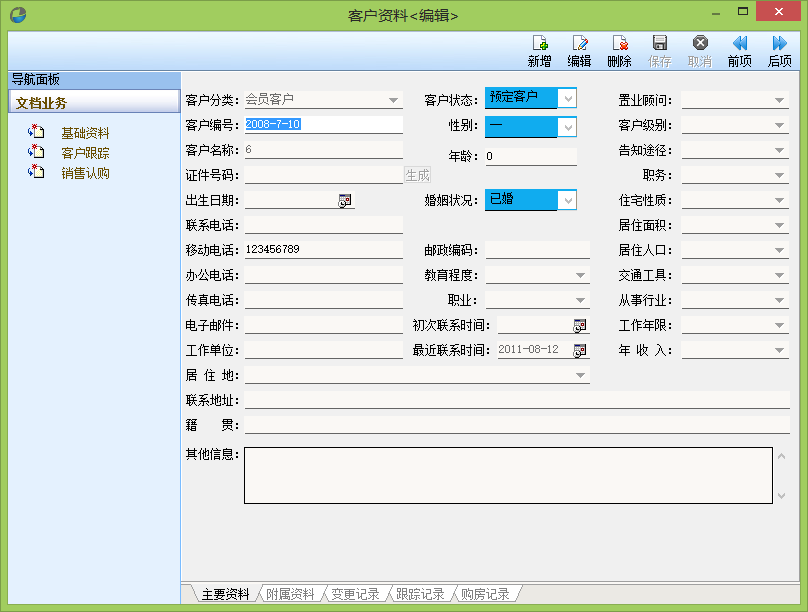 客户资料<编辑>
新增 编辑 删除 保存 取消 前项 后项
导航面板
文档业务
基础资料
客户跟踪
销售认购
客户分类: 会员客户 客户状态: 预定客户 置业顾问:
客户编号: 2008-7-10 性别: 一 客户级别:
客户名称: 6 年龄: 0 告知途径:
证件号码: 生成 职务:
出生日期: 婚姻状况: 已婚 住宅性质:
联系电话: 居住面积:
移动电话: 123456789 邮政编码: 居住人口:
办公电话: 教育程度: 交通工具:
传真电话: 职业: 从事行业:
电子邮件: 初次联系时间: 工作年限:
工作单位: 最近联系时间: 2011-08-12 年 收 入:
居 住 地:
联系地址:
籍 贯:
其他信息:
主要资料 附属资料 变更记录 跟踪记录 购房记录